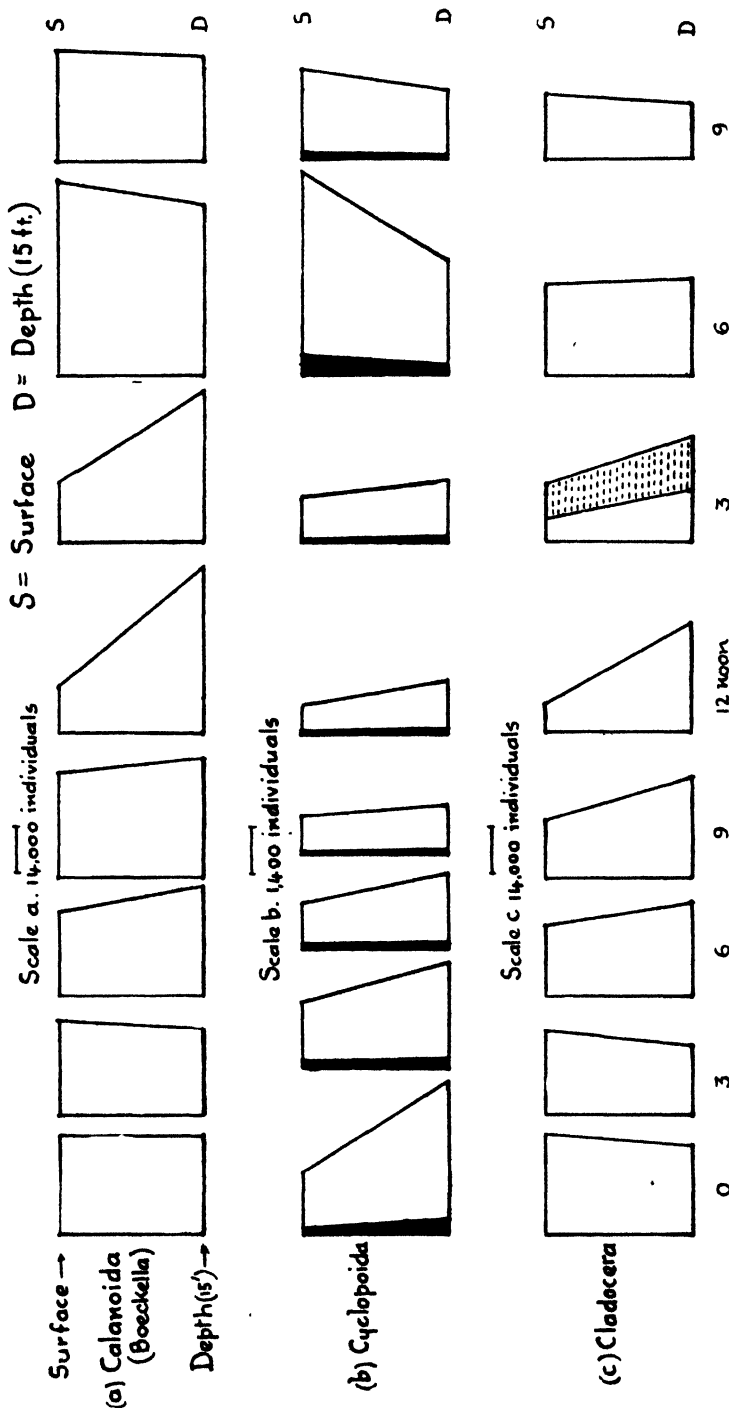 Scale a. 14,000 individuals S = Surface D = Depth (15 ft.)
Surface → S
(a) Calanoida
(Boeckella)
Depth (15') → D
Scale b. 1,400 individuals
S
(b) Cyclopoida
D
Scale c 14,000 individuals
S
(c) Cladocera
D
0 3 6 9 12 noon 3 6 9